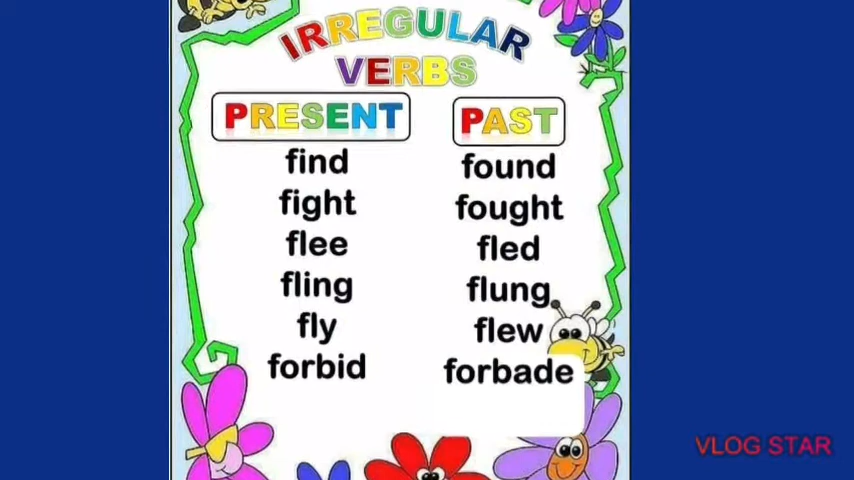 IRREGULAR
VERBS
PRESENT PAST
find found
fight fought
flee fled
fling flung
fly flew
forbid forbade
VLOG STAR